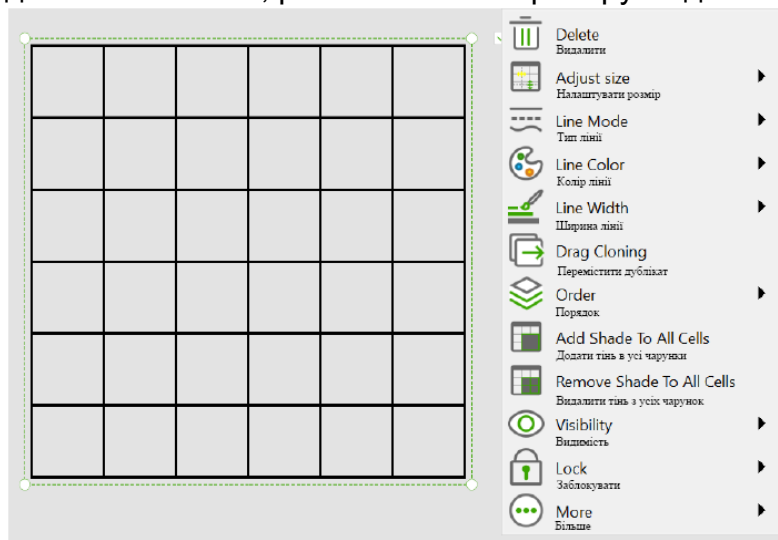 Delete
Видалити
Adjust size
Налаштувати розмір
Line Mode
Тип лінії
Line Color
Колір лінії
Line Width
Ширина лінії
Drag Cloning
Перемістити дублікат
Order
Порядок
Add Shade To All Cells
Додати тінь в усі чарунки
Remove Shade To All Cells
Видалити тінь з усіх чарунок
Visibility
Видимість
Lock
Заблокувати
More
Більше